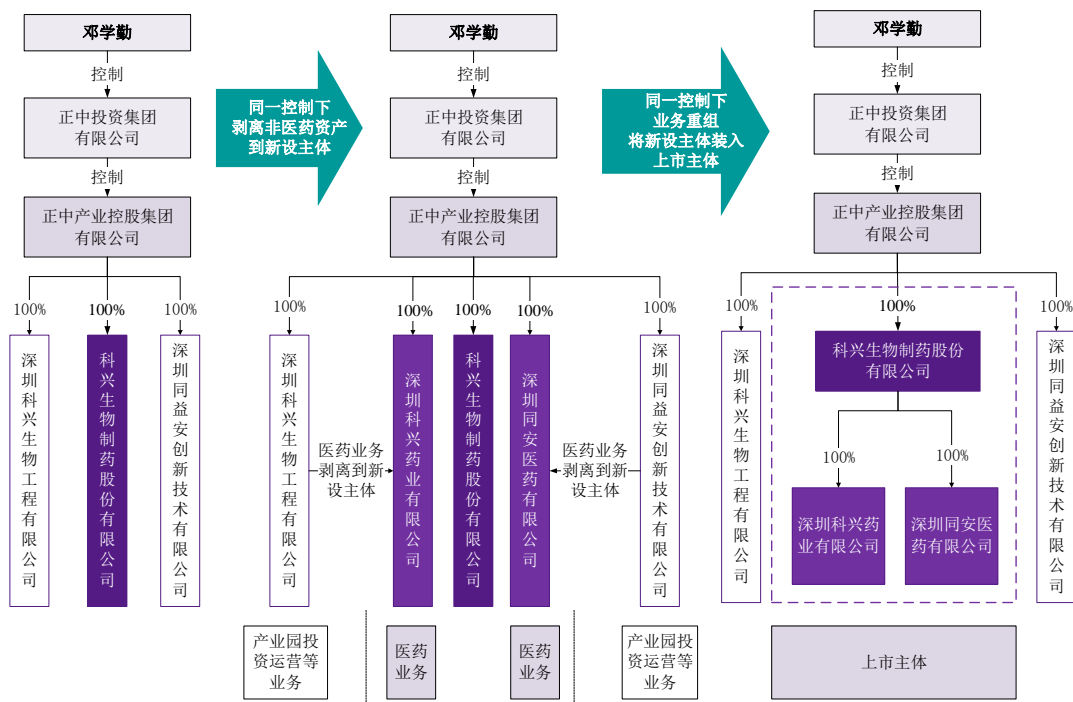 邓学勤
控制
正中投资集团
有限公司
控制
正中产业控股集团
有限公司
100%
100%
100%
深圳科兴生物工程有限公司
科兴生物制药股份有限公司
深圳同益安创新技术有限公司
同一控制下
剥离非医药资产
到新设主体
邓学勤
控制
正中投资集团
有限公司
控制
正中产业控股集团
有限公司
100%
100%
100%
100%
100%
深圳科兴生物工程有限公司
医药业务
剥离到新
设主体
深圳科兴药业有限公司
科兴生物制药股份有限公司
深圳同安医药有限公司
医药业务
剥离到新
设主体
深圳同益安创新技术有限公司
产业园投
资运营等
业务
医药
业务
医药
业务
产业园投
资运营等
业务
同一控制下
业务重组
将新设主体装入
上市主体
邓学勤
控制
正中投资集团
有限公司
控制
正中产业控股集团
有限公司
100%
100%
100%
深圳科兴生物工程有限公司
科兴生物制药股份
有限公司
100%
100%
深圳科兴药
业有限公司
深圳同安医
药有限公司
深圳同益安创新技术有限公司
上市主体